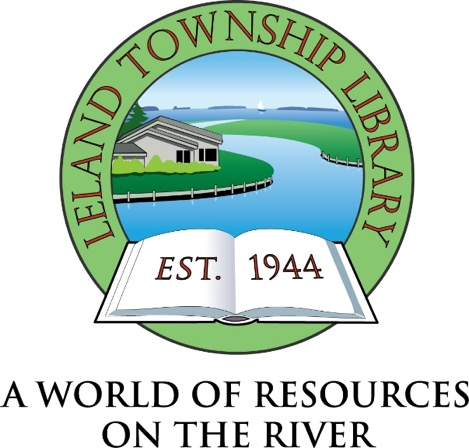 LELAND TOWNSHIP LIBRARY
EST. 1944
A WORLD OF RESOURCES
ON THE RIVER